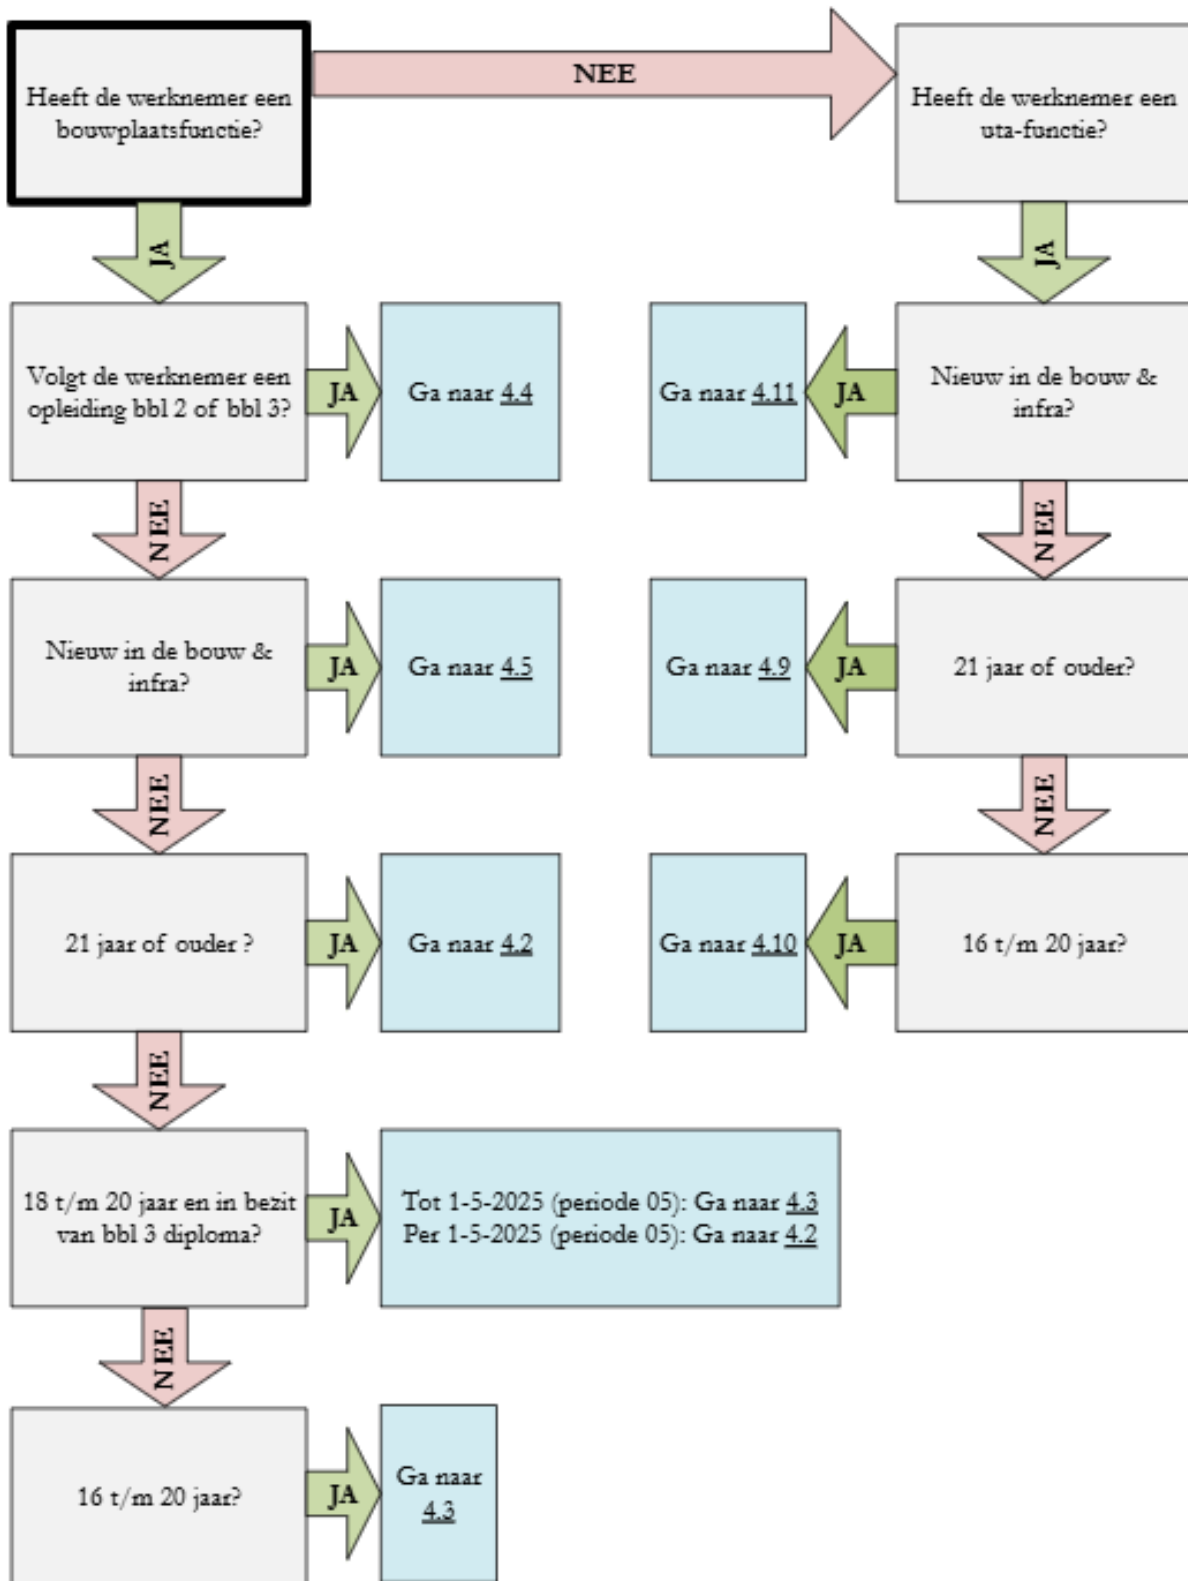 Heeft de werknemer een
bouwplaatsfunctie?
NEE
Heeft de werknemer een
uta-functie?
JA
JA
Volgt de werknemer een
opleiding bbl 2 of bbl 3?
JA
Ga naar 4.4
Ga naar 4.11
JA
Nieuw in de bouw &
infra?
NEE
NEE
Nieuw in de bouw &
infra?
JA
Ga naar 4.5
Ga naar 4.9
JA
21 jaar of ouder?
NEE
NEE
21 jaar of ouder ?
JA
Ga naar 4.2
Ga naar 4.10
JA
16 t/m 20 jaar?
NEE
18 t/m 20 jaar en in bezit
van bbl 3 diploma?
JA
Tot 1-5-2025 (periode 05): Ga naar 4.3
Per 1-5-2025 (periode 05): Ga naar 4.2
NEE
16 t/m 20 jaar?
JA
Ga naar
4.3